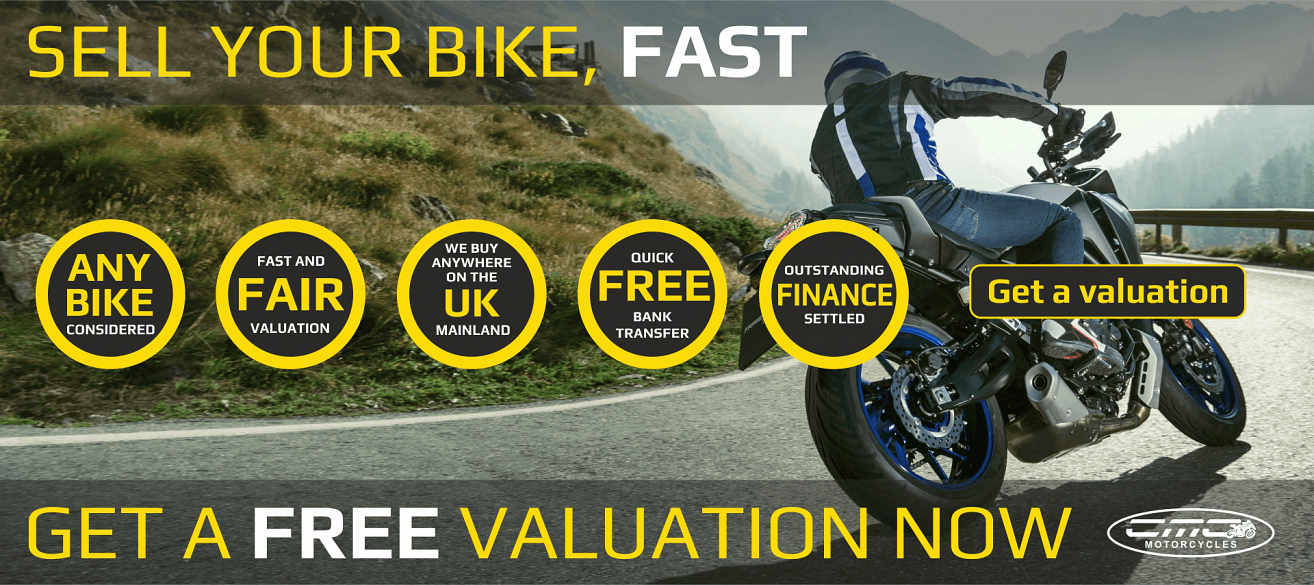 SELL YOUR BIKE, FAST
ANY
BIKE
CONSIDERED
FAST AND
FAIR
VALUATION
WE BUY
ANYWHERE
ON THE
UK
MAINLAND
QUICK
FREE
BANK
TRANSFER
OUTSTANDING
FINANCE
SETTLED
Get a valuation
GET A FREE VALUATION NOW
CMC
MOTORCYCLES